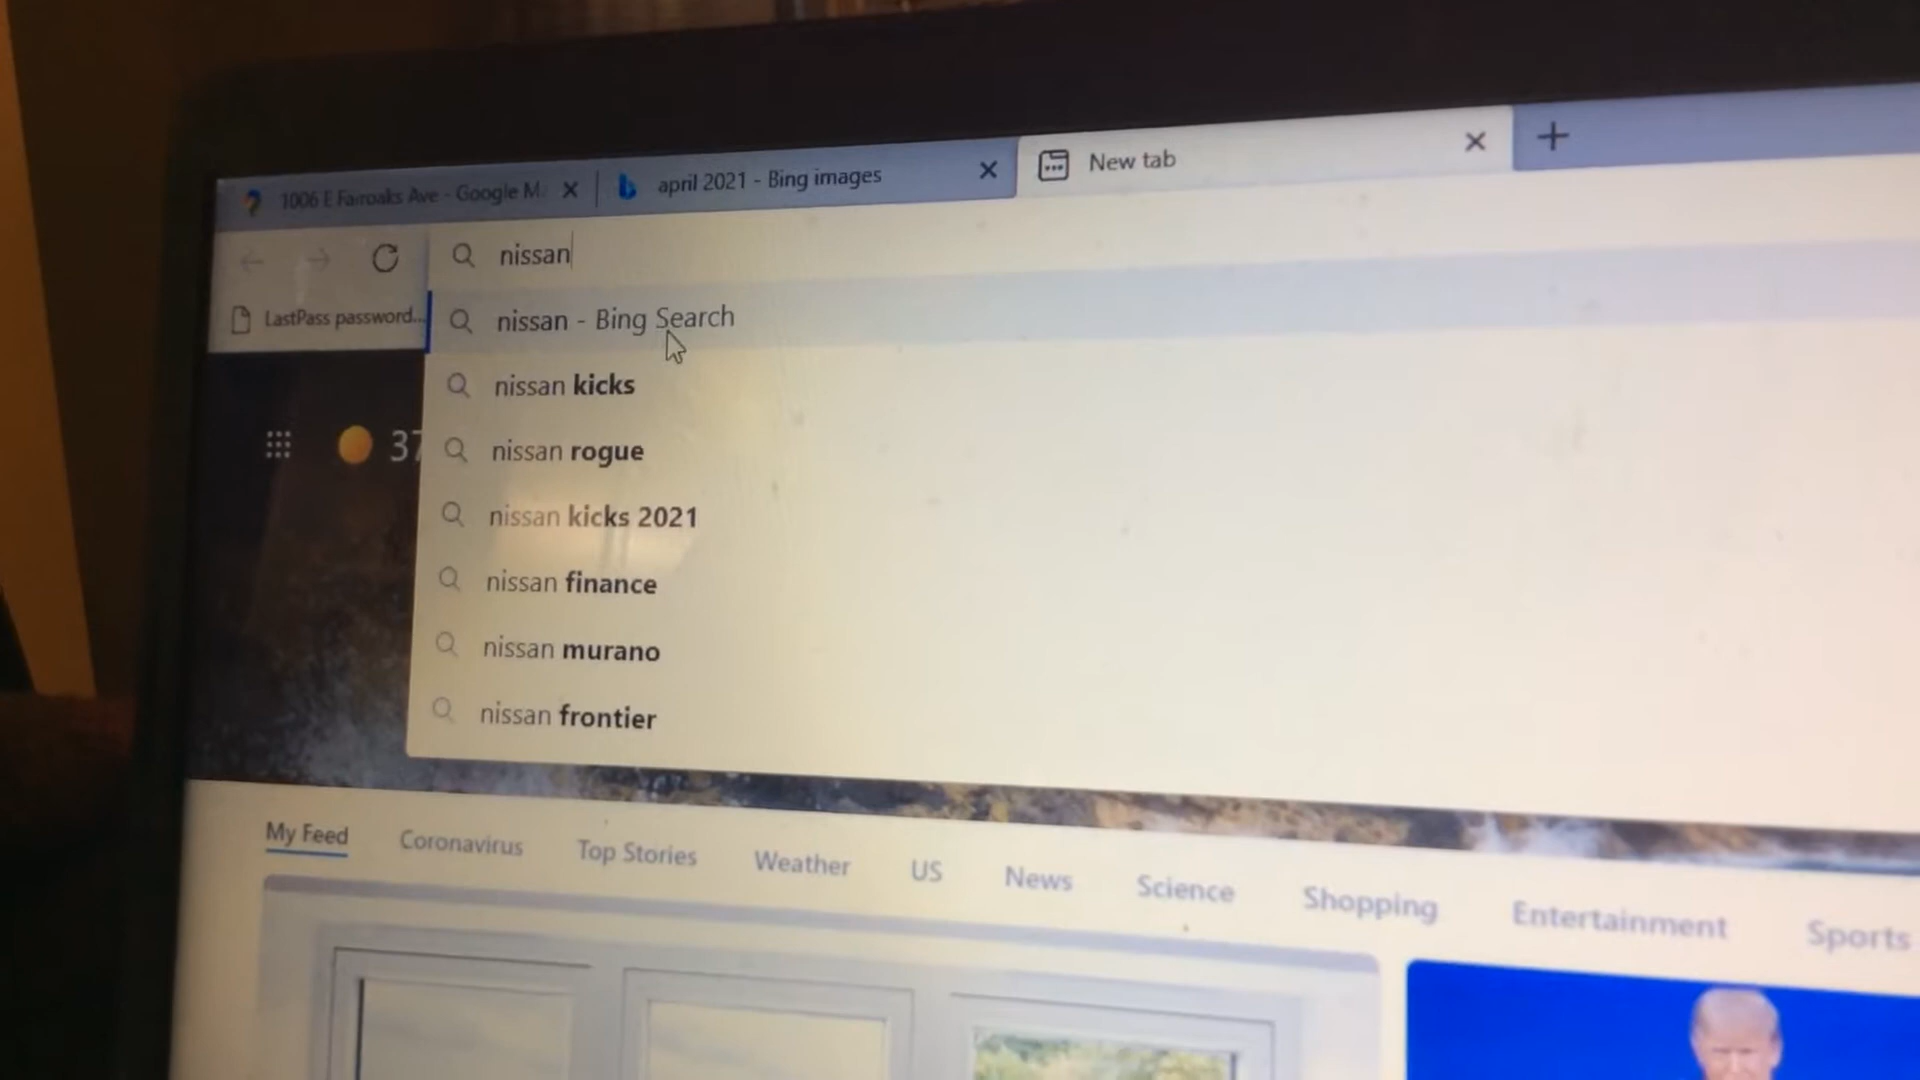 1006 E Fairoaks Ave - Google M
april 2021 - Bing images
New tab
nissan
LastPass password...
nissan - Bing Search
nissan kicks
37
nissan rogue
nissan kicks 2021
nissan finance
nissan murano
nissan frontier
My Feed Coronavirus Top Stories Weather US News Science Shopping Entertainment Sports